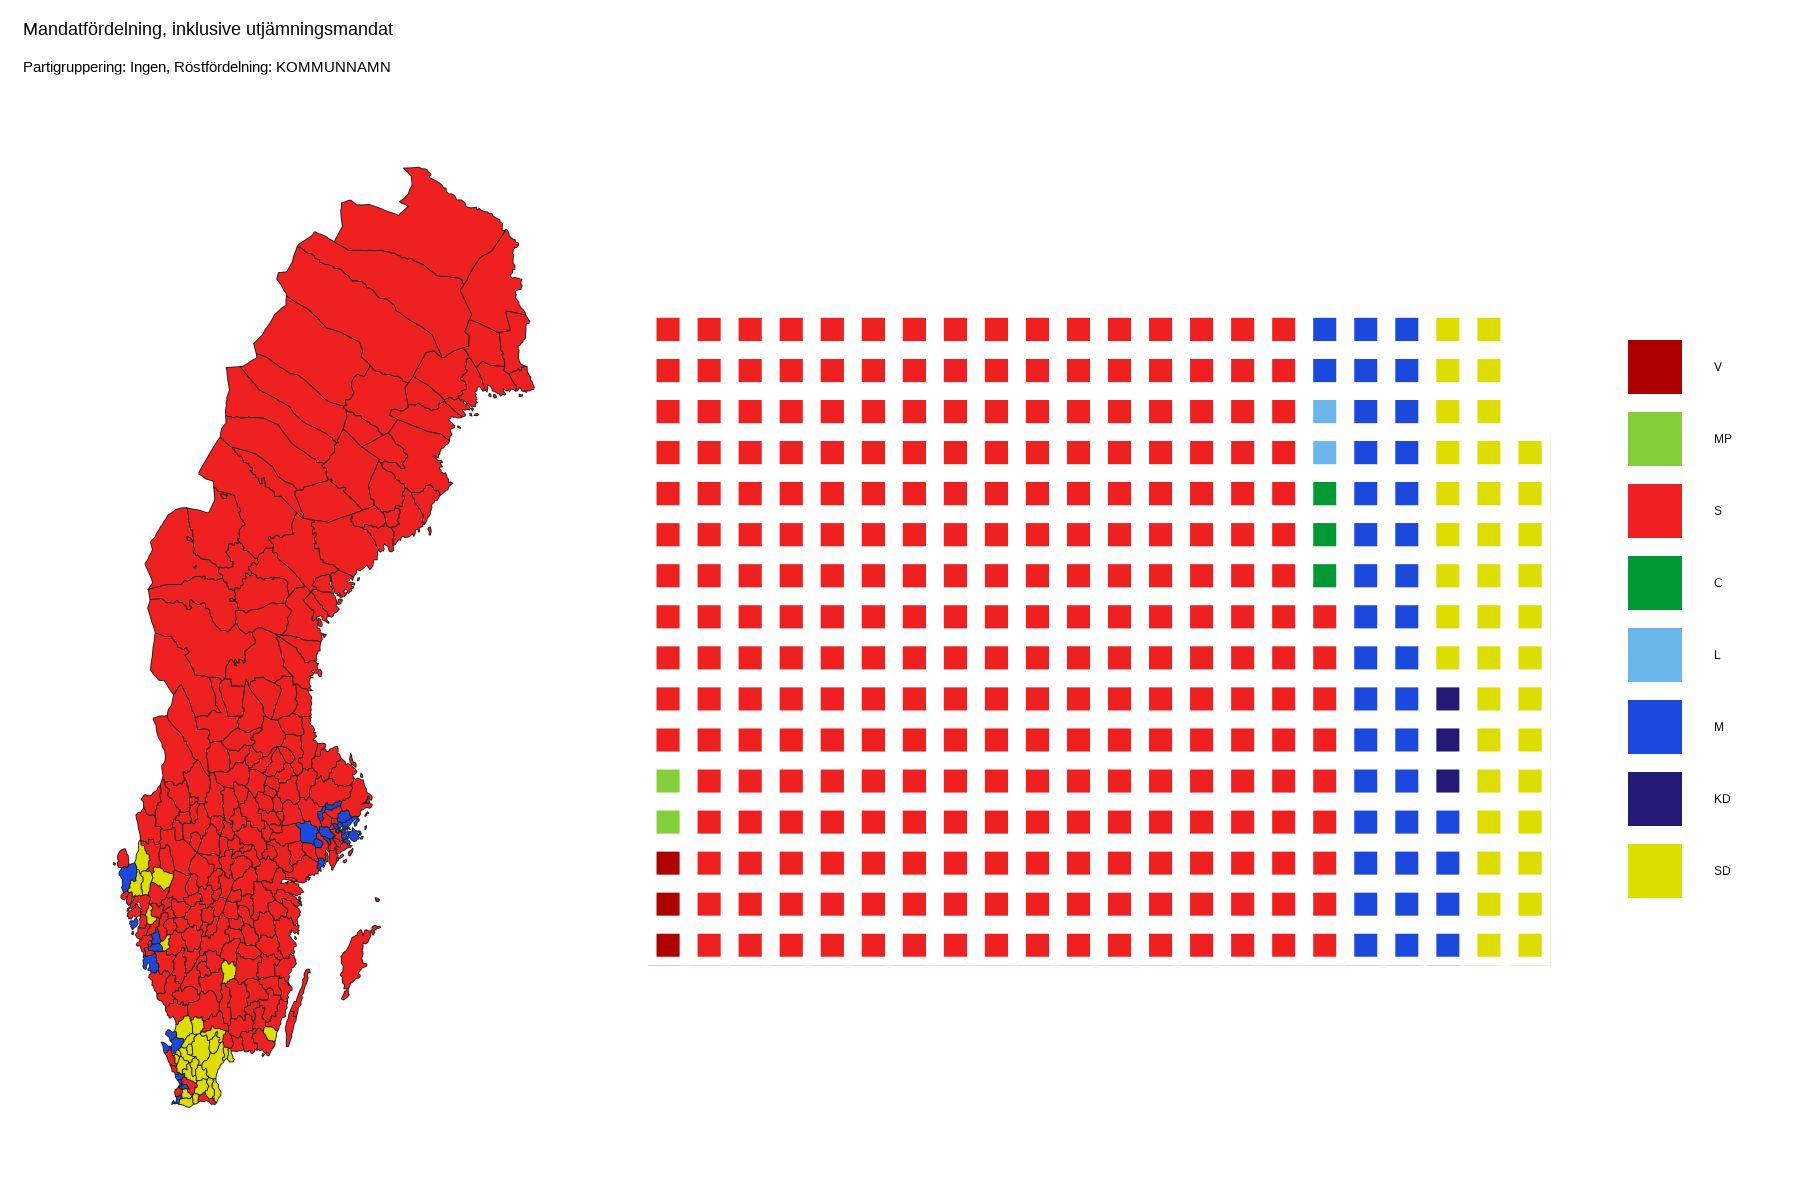 Mandatfördelning, inklusive utjämningsmandat
Partigruppering: Ingen, Röstfördelning: KOMMUNNAMN
V
MP
S
C
L
M
KD
SD